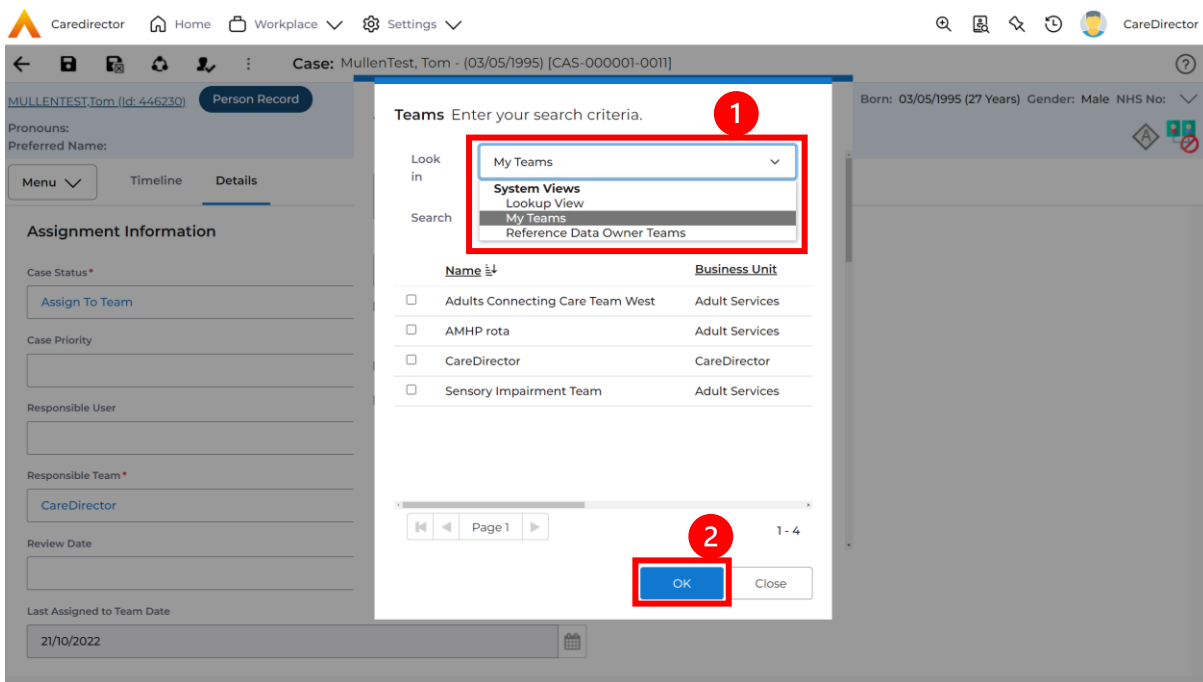 Caredirector Home Workplace Settings CareDirector
Case: MullenTest, Tom - (03/05/1995) [CAS-000001-0011]
MULLENTEST,Tom (Id: 446230) Person Record Born: 03/05/1995 (27 Years) Gender: Male NHS No:
Pronouns:
Preferred Name:
Menu Timeline Details
Assignment Information
Case Status*
Assign To Team
Case Priority
Responsible User
Responsible Team*
CareDirector
Review Date
Last Assigned to Team Date
21/10/2022
Teams Enter your search criteria.
1
Look in
My Teams
System Views
Lookup View
My Teams
Reference Data Owner Teams
Search
Name Business Unit
Adults Connecting Care Team West Adult Services
AMHP rota Adult Services
CareDirector CareDirector
Sensory Impairment Team Adult Services
Page 1 1 - 4
2
OK Close